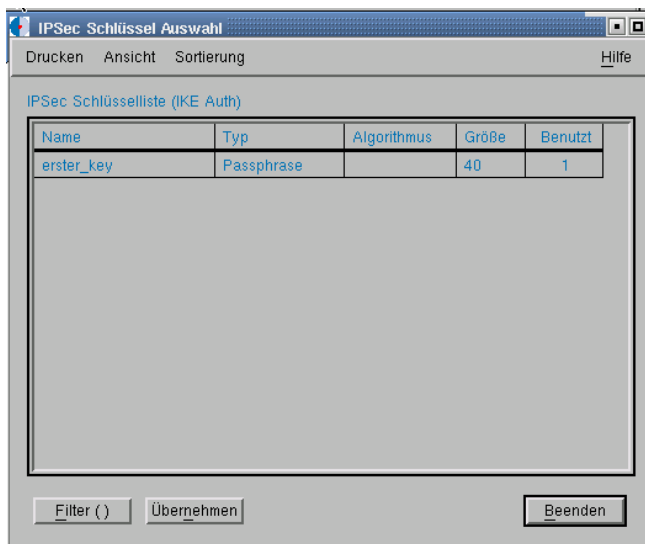 IPSec Schlüssel Auswahl
Drucken Ansicht Sortierung Hilfe
IPSec Schlüsselliste (IKE Auth)
Name Typ Algorithmus Größe Benutzt
erster_key Passphrase 40 1
Filter ( ) Übernehmen Beenden